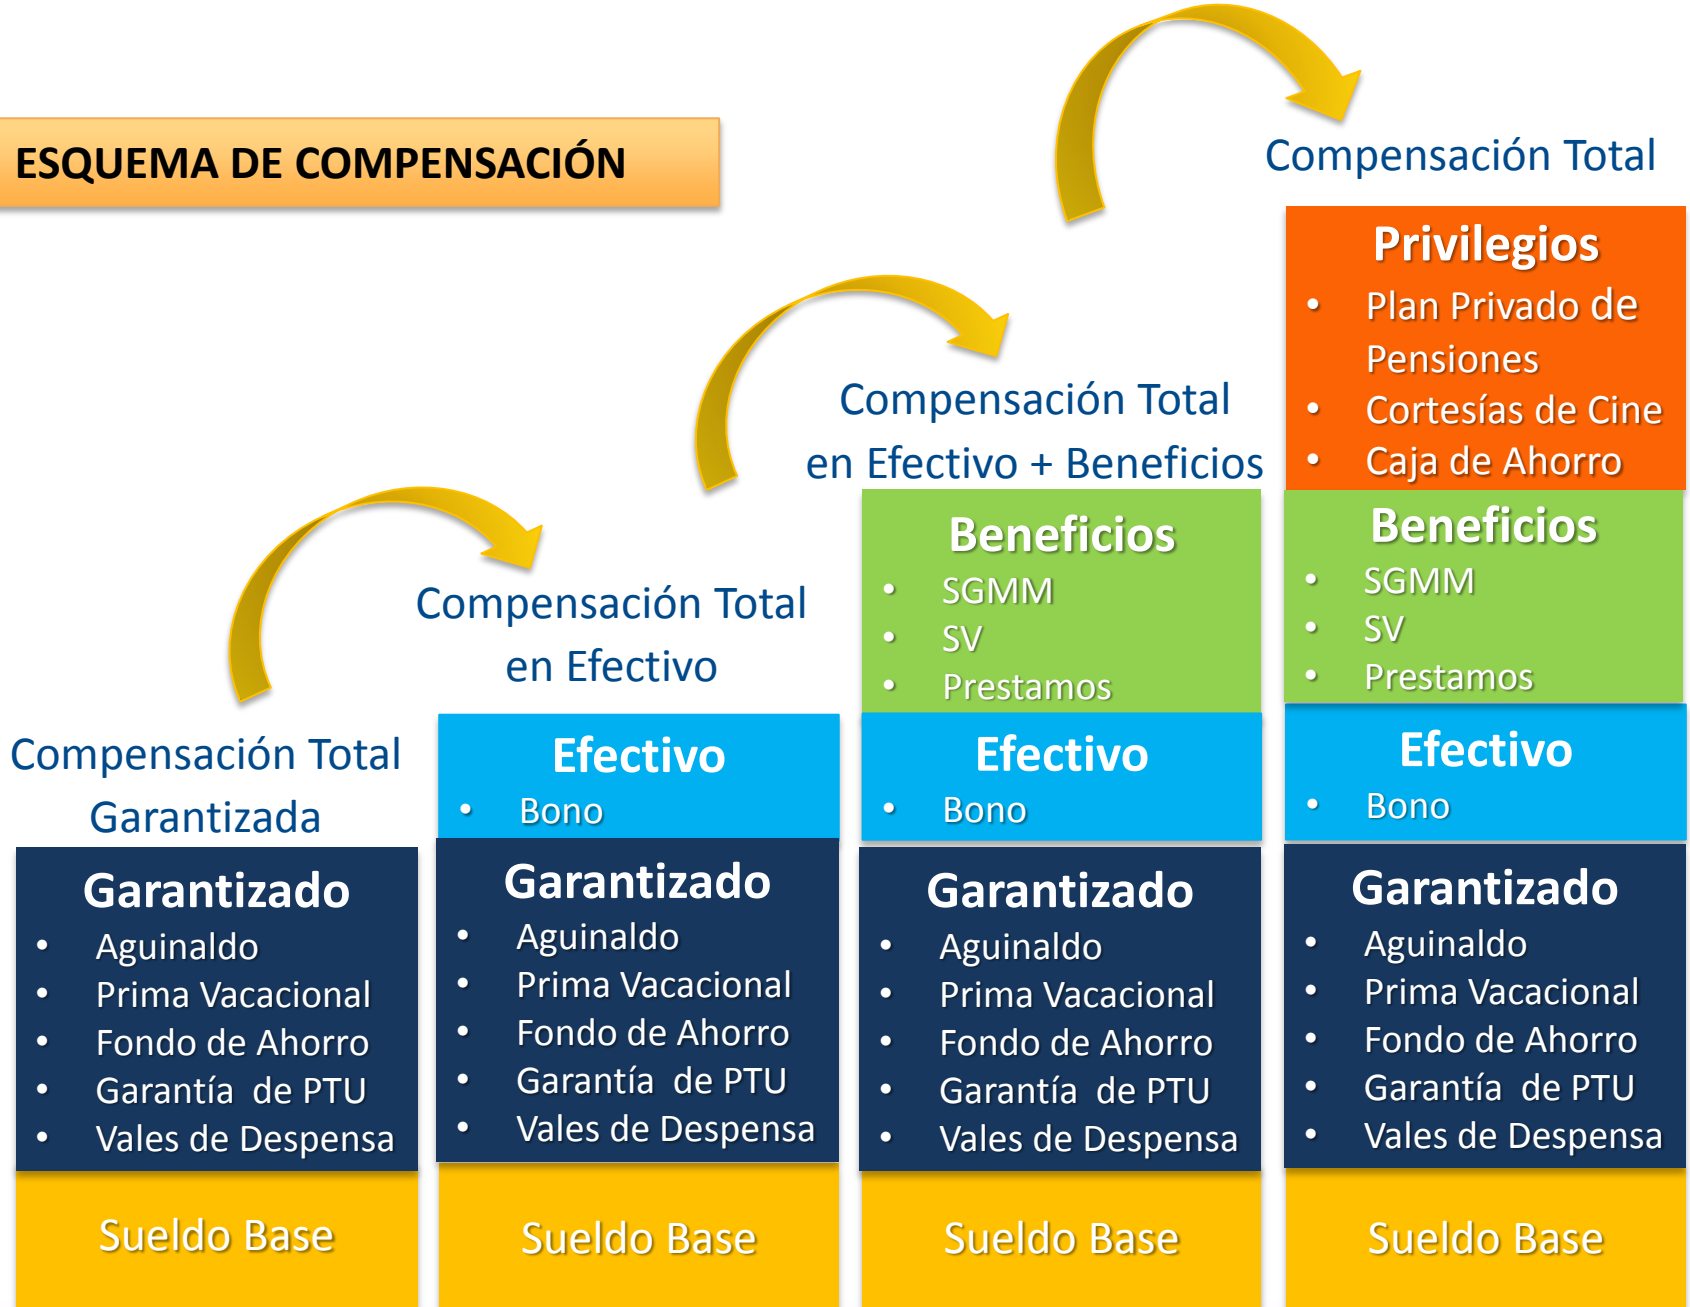 ESQUEMA DE COMPENSACIÓN
Compensación Total
Garantizada
Garantizado
• Aguinaldo
• Prima Vacacional
• Fondo de Ahorro
• Garantía  de PTU
• Vales de Despensa
Sueldo Base
Compensación Total
en Efectivo
Efectivo
• Bono
Garantizado
• Aguinaldo
• Prima Vacacional
• Fondo de Ahorro
• Garantía  de PTU
• Vales de Despensa
Sueldo Base
Compensación Total
en Efectivo + Beneficios
Beneficios
• SGMM
• SV
• Prestamos
Efectivo
• Bono
Garantizado
• Aguinaldo
• Prima Vacacional
• Fondo de Ahorro
• Garantía  de PTU
• Vales de Despensa
Sueldo Base
Compensación Total
Privilegios
• Plan Privado de
Pensiones
• Cortesías de Cine
• Caja de Ahorro
Beneficios
• SGMM
• SV
• Prestamos
Efectivo
• Bono
Garantizado
• Aguinaldo
• Prima Vacacional
• Fondo de Ahorro
• Garantía  de PTU
• Vales de Despensa
Sueldo Base